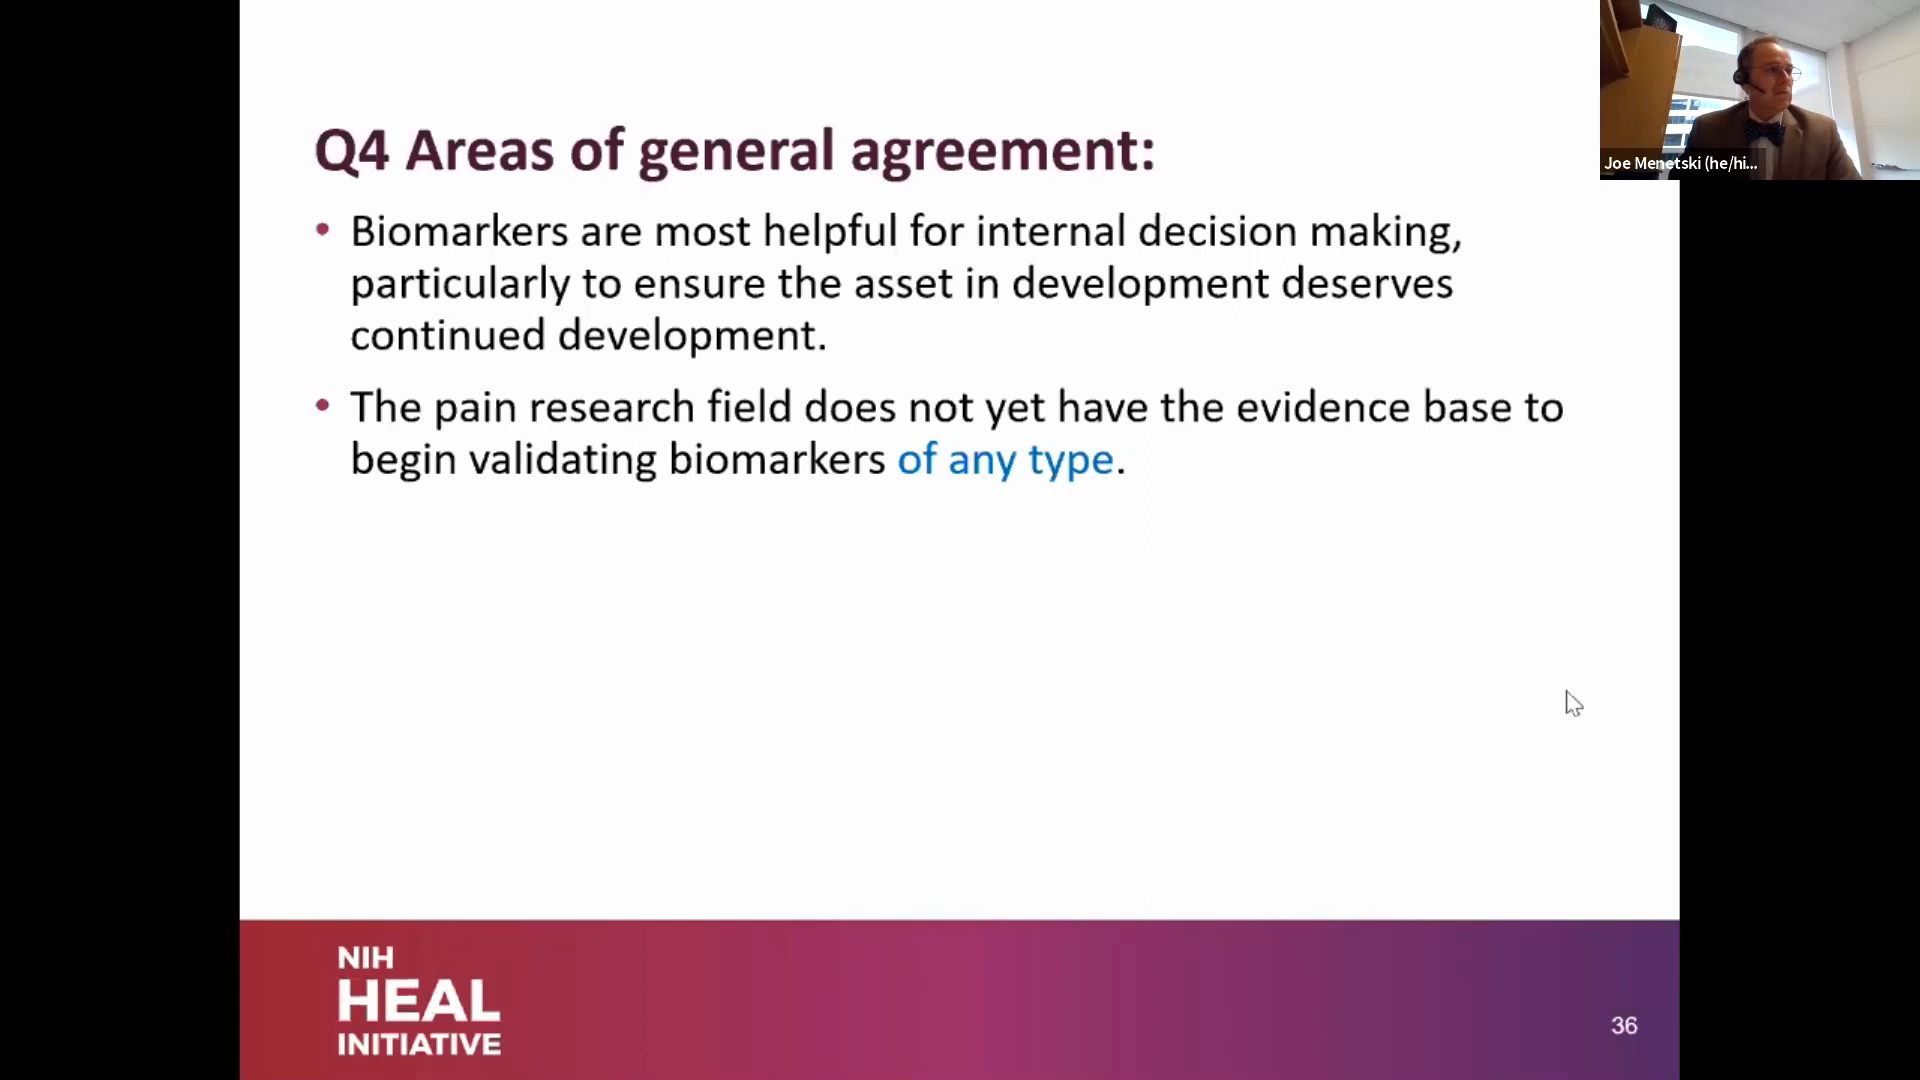 Q4 Areas of general agreement:
• Biomarkers are most helpful for internal decision making,
particularly to ensure the asset in development deserves
continued development.
• The pain research field does not yet have the evidence base to
begin validating biomarkers of any type.
Joe Menetski (he/hi...
NIH
HEAL
INITIATIVE
36